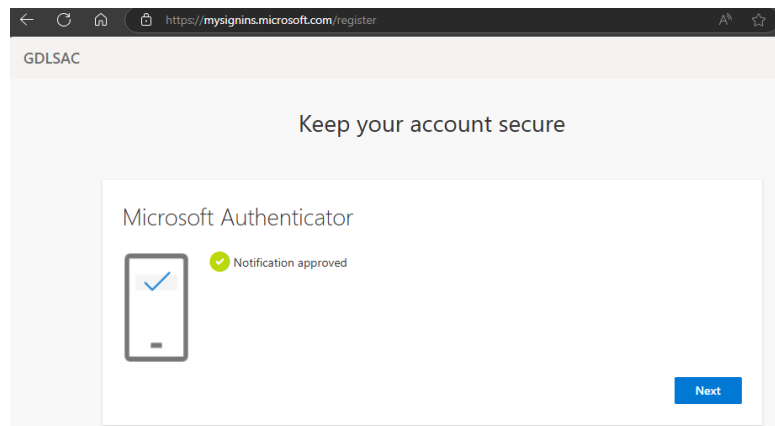 https://mysignins.microsoft.com/register
GDLSAC
Keep your account secure
Microsoft Authenticator
Notification approved
Next